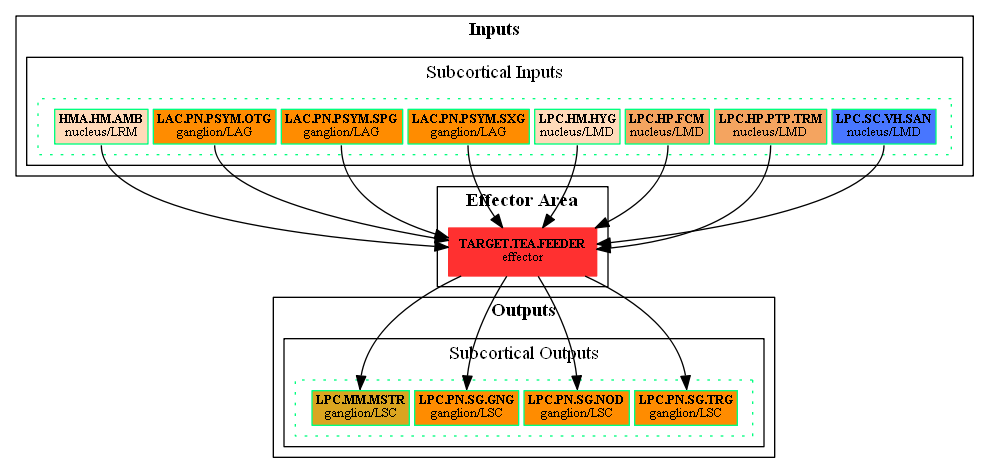 Inputs
Subcortical Inputs
HMA.HM.AMB
nucleus/LRM
LAC.PN.PSYM.OTG
ganglion/LAG
LAC.PN.PSYM.SPG
ganglion/LAG
LAC.PN.PSYM.SXG
ganglion/LAG
LPC.HM.HYG
nucleus/LMD
LPC.HP.FCM
nucleus/LMD
LPC.HP.PTP.TRM
nucleus/LMD
LPC.SC.VH.SAN
nucleus/LMD
Effector Area
TARGET.TEA.FEEDER
effector
Outputs
Subcortical Outputs
LPC.MM.MSTR
ganglion/LSC
LPC.PN.SG.GNG
ganglion/LSC
LPC.PN.SG.NOD
ganglion/LSC
LPC.PN.SG.TRG
ganglion/LSC